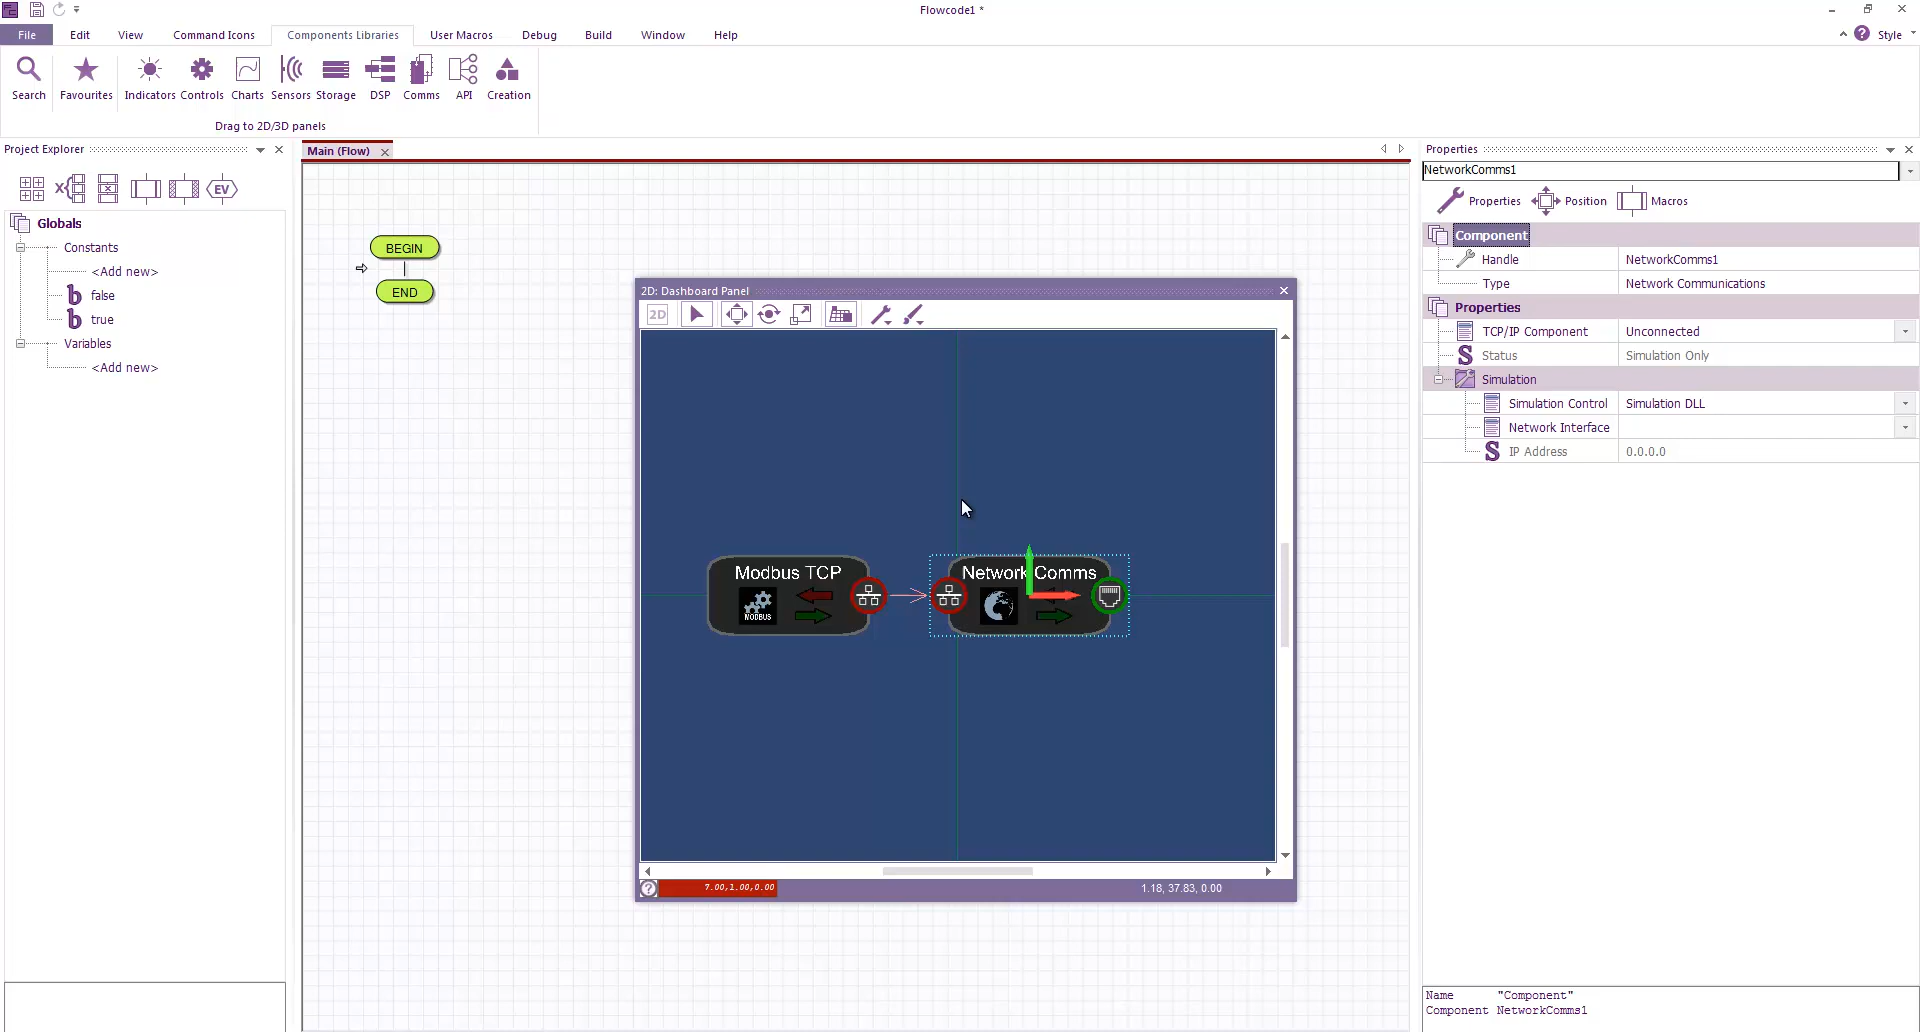 Flowcode1 *
File Edit View Command Icons Components Libraries User Macros Debug Build Window Help
Style
Search Favourites Indicators Controls Charts Sensors Storage DSP Comms API Creation
Drag to 2D/3D panels
Project Explorer
EV
Globals
Constants
<Add new>
false
true
Variables
<Add new>
Main (Flow)
BEGIN
END
2D: Dashboard Panel
2D
Modbus TCP
MODBUS
Network Comms
7.00,1.00,0.00
1.18, 37.83, 0.00
Properties
NetworkComms1
Properties Position Macros
Component
Handle NetworkComms1
Type Network Communications
Properties
TCP/IP Component Unconnected
Status Simulation Only
Simulation
Simulation Control Simulation DLL
Network Interface
IP Address 0.0.0.0
Name "Component"
Component NetworkComms1